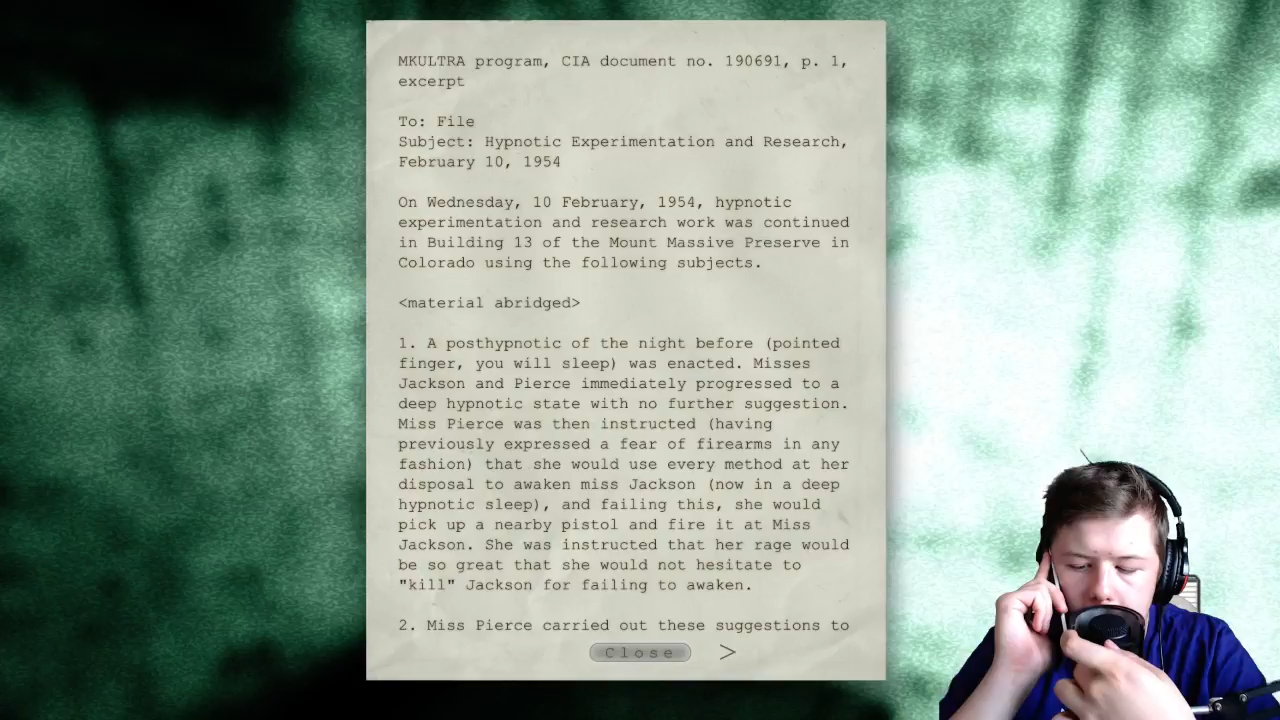 MKULTRA program, CIA document no. 190691, p. 1,
excerpt
To: File
Subject: Hypnotic Experimentation and Research,
February 10, 1954
On Wednesday, 10 February, 1954, hypnotic
experimentation and research work was continued
in Building 13 of the Mount Massive Preserve in
Colorado using the following subjects.
<material abridged>
1. A posthypnotic of the night before (pointed
finger, you will sleep) was enacted. Misses
Jackson and Pierce immediately progressed to a
deep hypnotic state with no further suggestion.
Miss Pierce was then instructed (having
previously expressed a fear of firearms in any
fashion) that she would use every method at her
disposal to awaken miss Jackson (now in a deep
hypnotic sleep), and failing this, she would
pick up a nearby pistol and fire it at Miss
Jackson. She was instructed that her rage would
be so great that she would not hesitate to
"kill" Jackson for failing to awaken.
2. Miss Pierce carried out these suggestions to
Close >